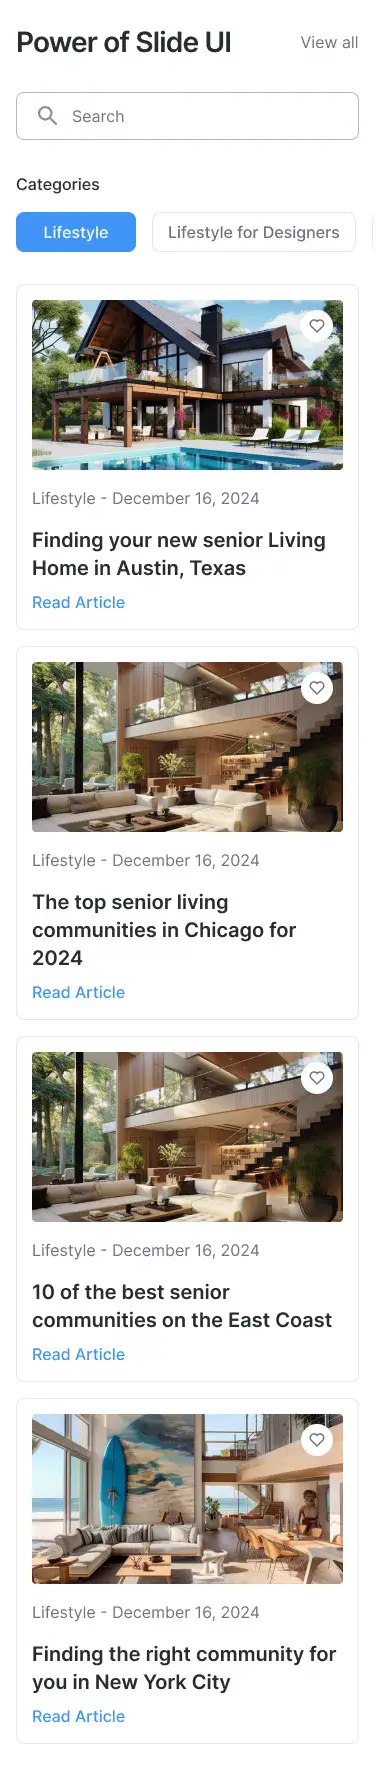 Power of Slide UI
View all
Search
Categories
Lifestyle
Lifestyle for Designers
Lifestyle - December 16, 2024
Finding your new senior Living
Home in Austin, Texas
Read Article
Lifestyle - December 16, 2024
The top senior living
communities in Chicago for
2024
Read Article
Lifestyle - December 16, 2024
10 of the best senior
communities on the East Coast
Read Article
Lifestyle - December 16, 2024
Finding the right community for
you in New York City
Read Article